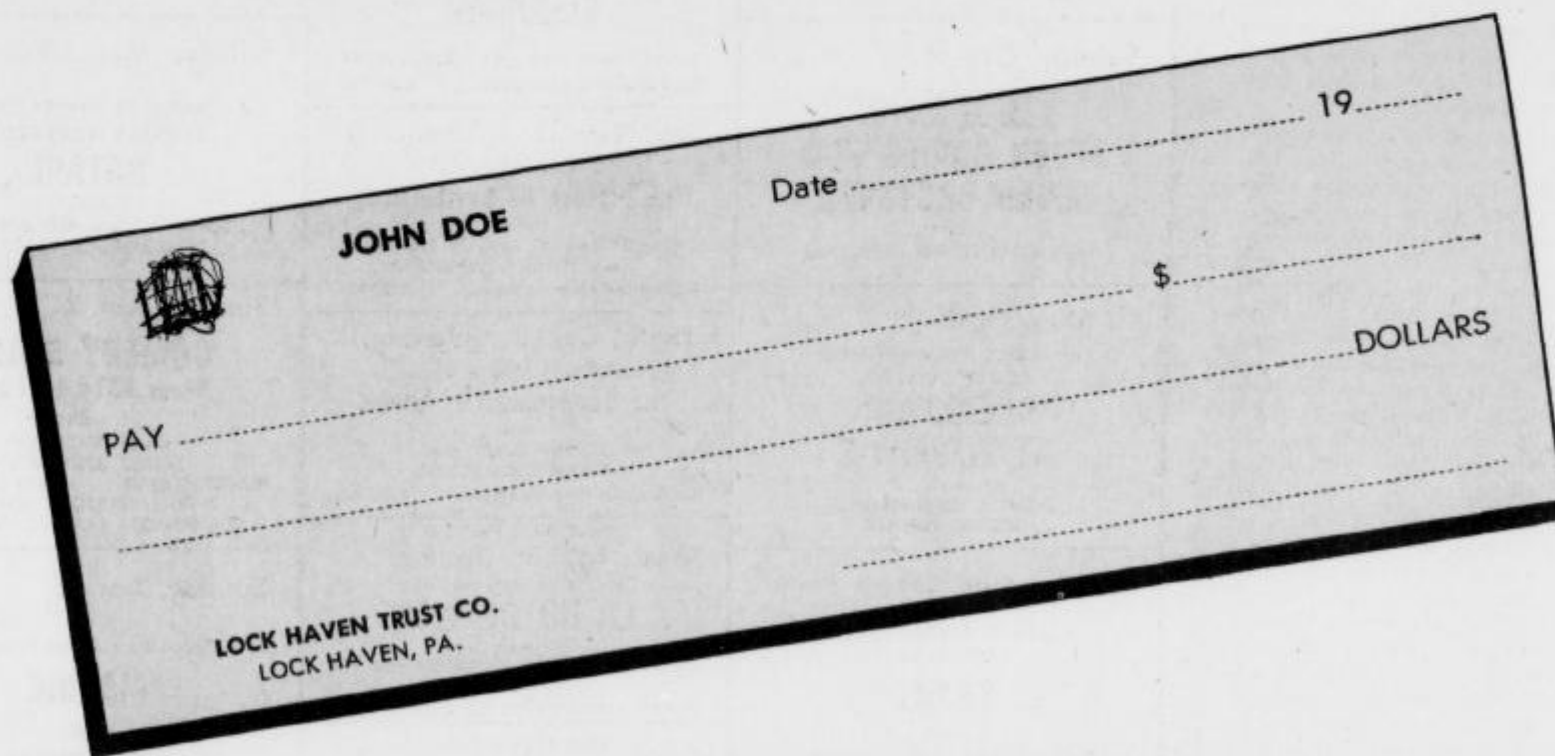 JOHN DOE
Date 19
PAY $
DOLLARS
LOCK HAVEN TRUST CO.
LOCK HAVEN, PA.